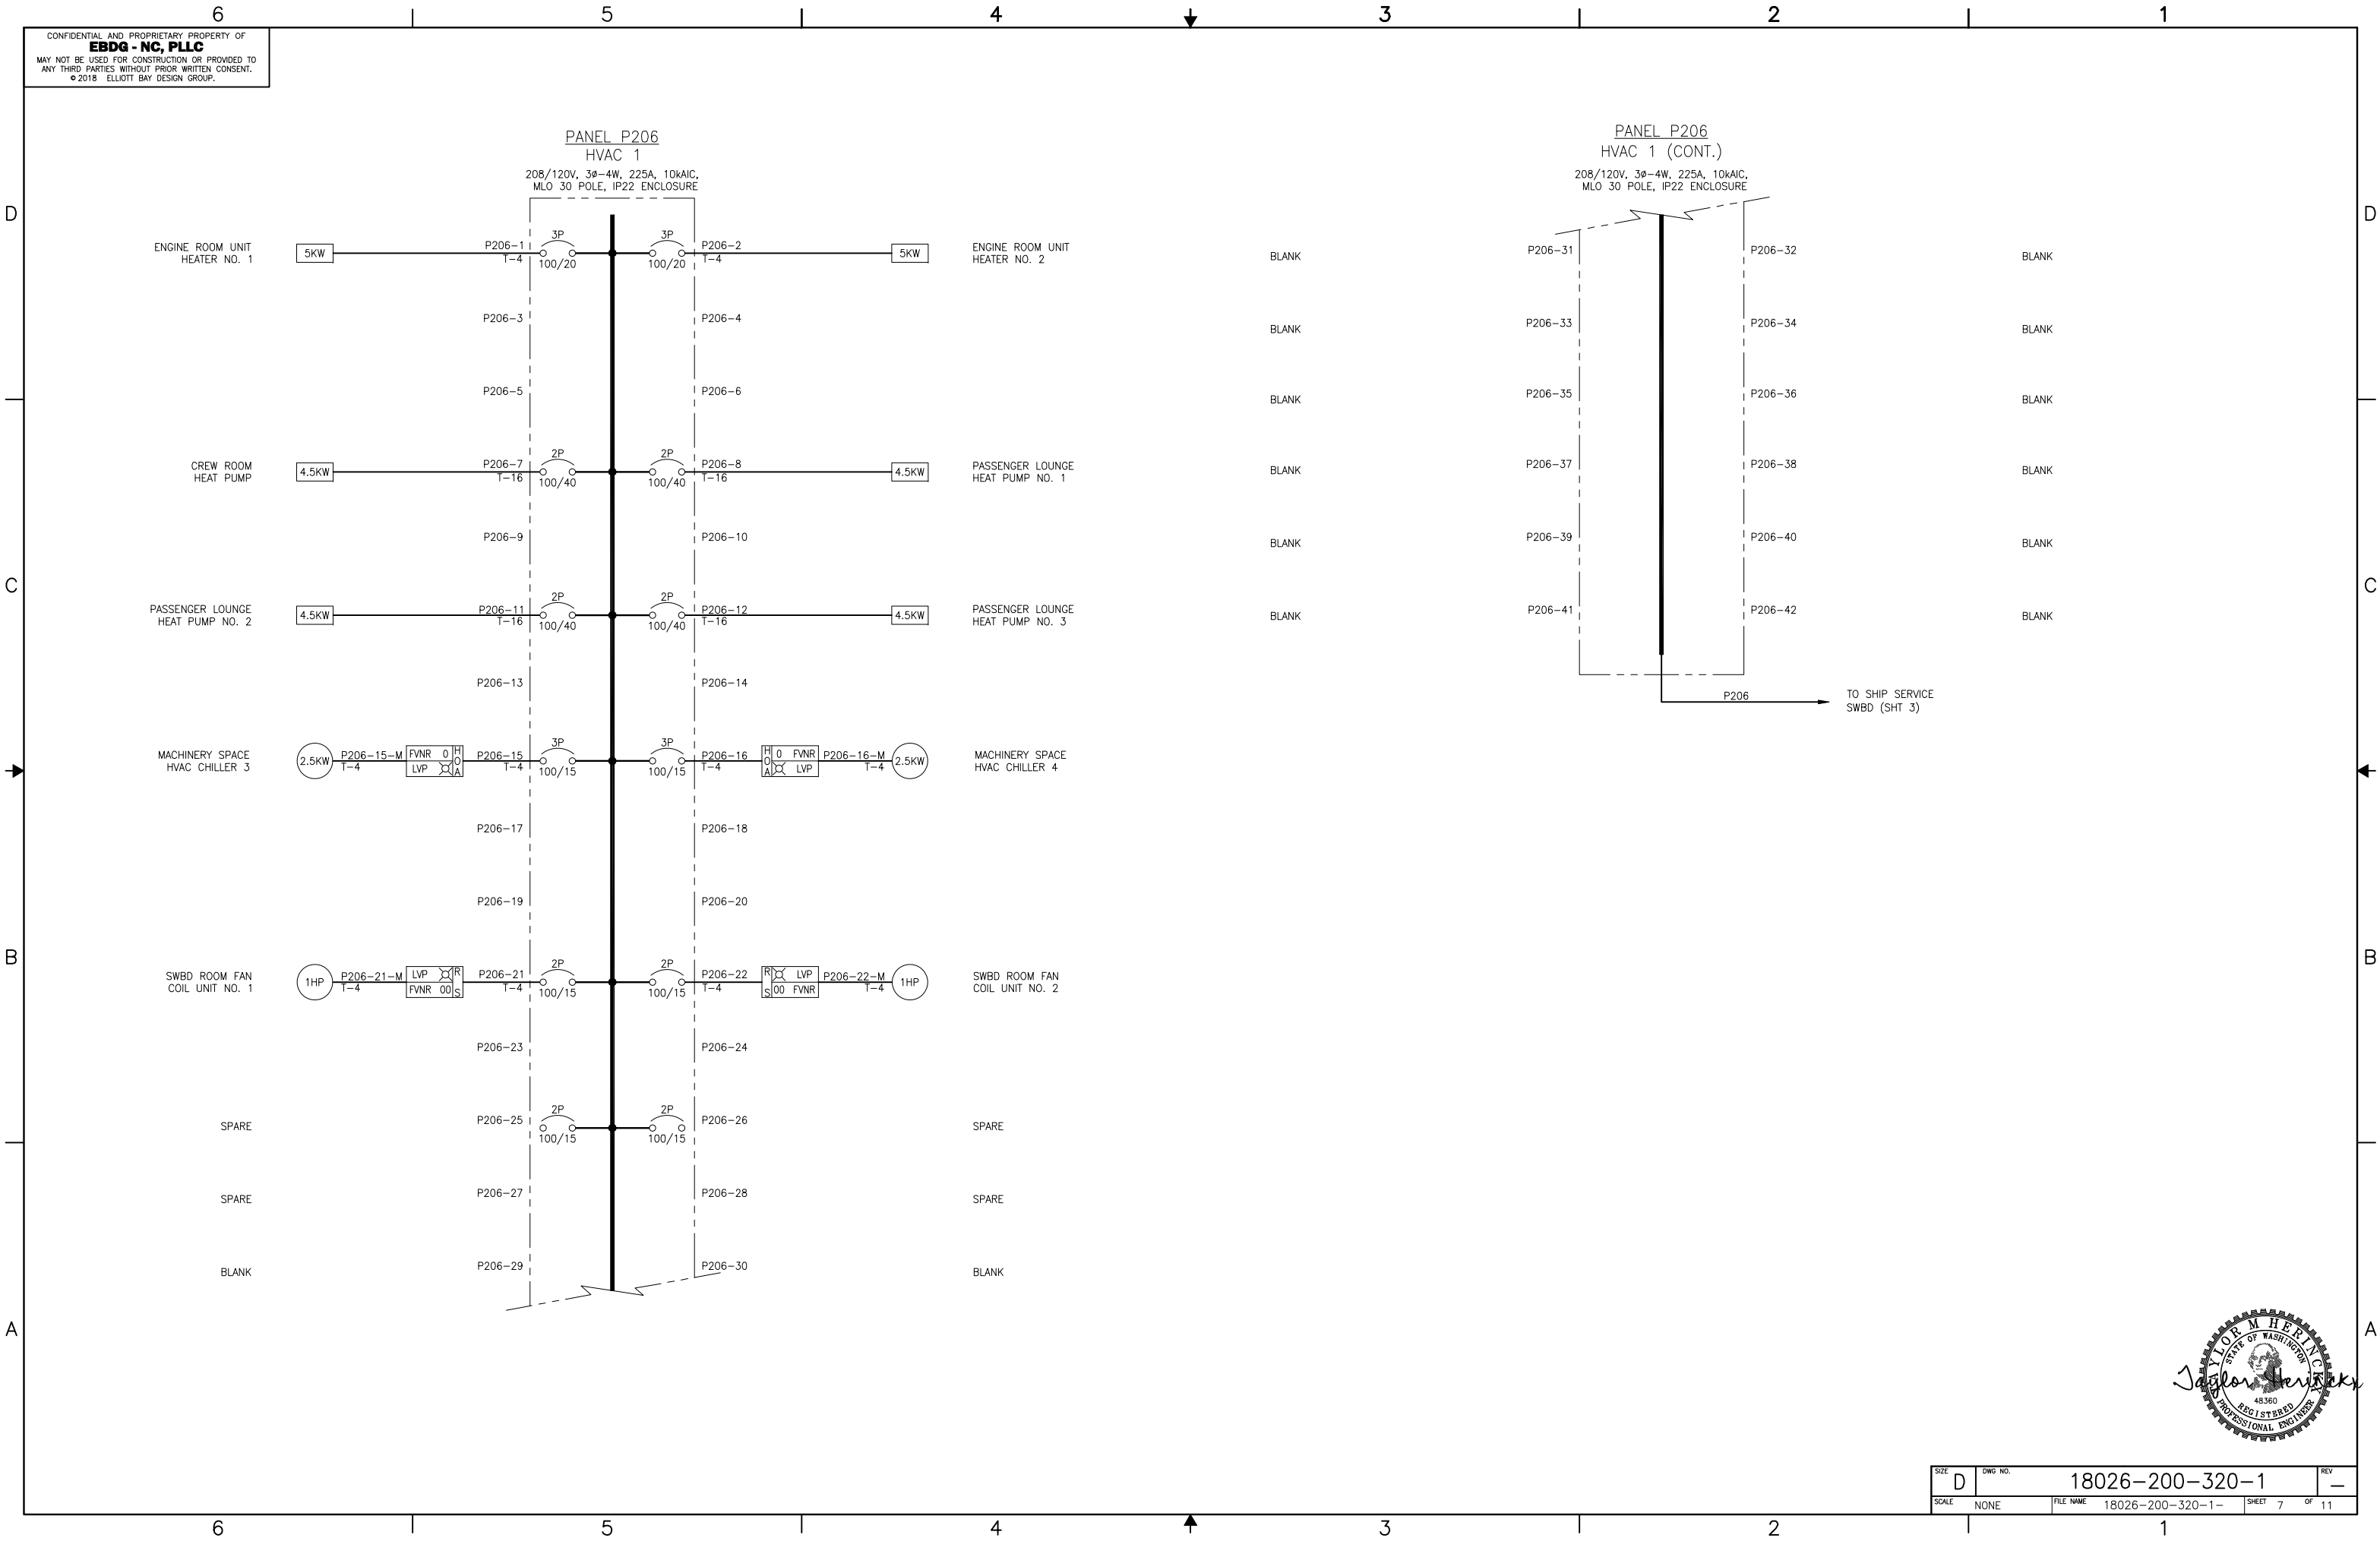 6 5 4 3 2 1
CONFIDENTIAL AND PROPRIETARY PROPERTY OF
EBDG - NC, PLLC
MAY NOT BE USED FOR CONSTRUCTION OR PROVIDED TO
ANY THIRD PARTIES WITHOUT PRIOR WRITTEN CONSENT.
© 2018 ELLIOTT BAY DESIGN GROUP.
PANEL P206
HVAC 1
208/120V, 3ø-4W, 225A, 10kAIC,
MLO 30 POLE, IP22 ENCLOSURE
D
ENGINE ROOM UNIT
HEATER NO. 1
5KW
P206-1
T-4
3P
100/20
3P
100/20
P206-2
T-4
5KW
ENGINE ROOM UNIT
HEATER NO. 2
P206-3
P206-4
P206-5
P206-6
CREW ROOM
HEAT PUMP
4.5KW
P206-7
T-16
2P
100/40
2P
100/40
P206-8
T-16
4.5KW
PASSENGER LOUNGE
HEAT PUMP NO. 1
P206-9
P206-10
C
PASSENGER LOUNGE
HEAT PUMP NO. 2
4.5KW
P206-11
T-16
2P
100/40
2P
100/40
P206-12
T-16
4.5KW
PASSENGER LOUNGE
HEAT PUMP NO. 3
P206-13
P206-14
MACHINERY SPACE
HVAC CHILLER 3
2.5KW
P206-15-M
T-4
FVNR 0
LVP
H
O
A
P206-15
T-4
3P
100/15
3P
100/15
P206-16
T-4
H
O
A
0 FVNR
LVP
P206-16-M
T-4
2.5KW
MACHINERY SPACE
HVAC CHILLER 4
P206-17
P206-18
P206-19
P206-20
B
SWBD ROOM FAN
COIL UNIT NO. 1
1HP
P206-21-M
T-4
LVP
FVNR 00
R
S
P206-21
T-4
2P
100/15
2P
100/15
P206-22
T-4
R
S
LVP
00 FVNR
P206-22-M
T-4
1HP
SWBD ROOM FAN
COIL UNIT NO. 2
P206-23
P206-24
SPARE
P206-25
2P
100/15
2P
100/15
P206-26
SPARE
SPARE
P206-27
P206-28
SPARE
BLANK
P206-29
P206-30
BLANK
A
PANEL P206
HVAC 1 (CONT.)
208/120V, 3ø-4W, 225A, 10kAIC,
MLO 30 POLE, IP22 ENCLOSURE
D
BLANK P206-31 P206-32 BLANK
BLANK P206-33 P206-34 BLANK
BLANK P206-35 P206-36 BLANK
BLANK P206-37 P206-38 BLANK
BLANK P206-39 P206-40 BLANK
C
BLANK P206-41 P206-42 BLANK
P206
TO SHIP SERVICE
SWBD (SHT 3)
B
A
TAYLOR M HERINCKX
STATE OF WASHINGTON
48360
REGISTERED
PROFESSIONAL ENGINEER
Taylor Herinckx
SIZE
D
DWG NO.
18026-200-320-1
REV
-
SCALE
NONE
FILE NAME
18026-200-320-1-
SHEET 7 OF 11
6 5 4 3 2 1